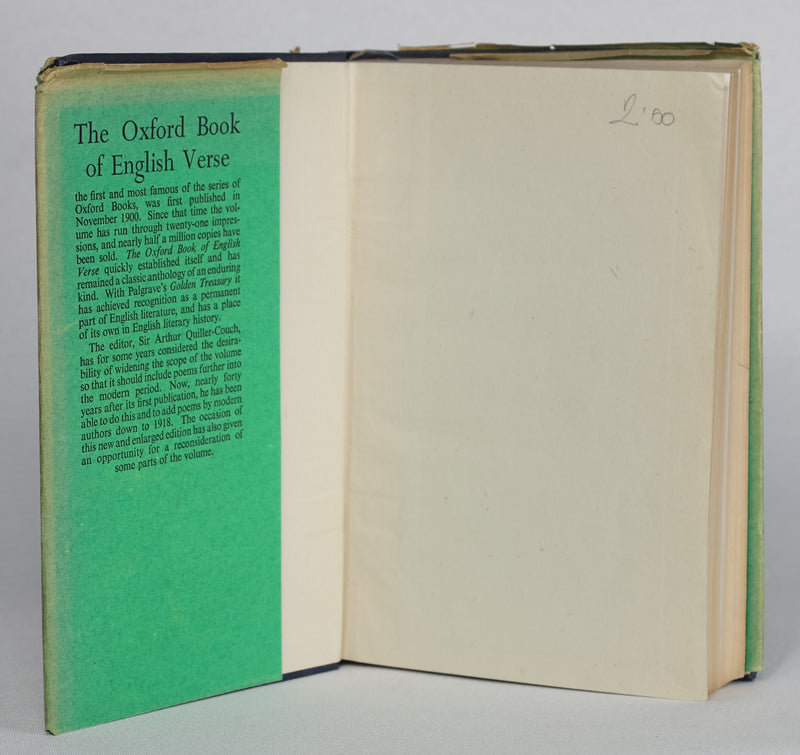 The Oxford Book
of English Verse
the first and most famous of the series of
Oxford Books, was first published in
November 1900. Since that time the vol-
ume has run through twenty-one impres-
sions, and nearly half a million copies have
been sold. The Oxford Book of English
Verse quickly established itself and has
remained a classic anthology of an enduring
kind. With Palgrave's Golden Treasury it
has achieved recognition as a permanent
part of English literature, and has a place
of its own in English literary history.
The editor, Sir Arthur Quiller-Couch,
has for some years considered the desira-
bility of widening the scope of the volume
so that it should include poems further into
the modern period. Now, nearly forty
years after its first publication, he has been
able to do this and to add poems by modern
authors down to 1918. The occasion of
this new and enlarged edition has also given
an opportunity for a reconsideration of
some parts of the volume.
2'00